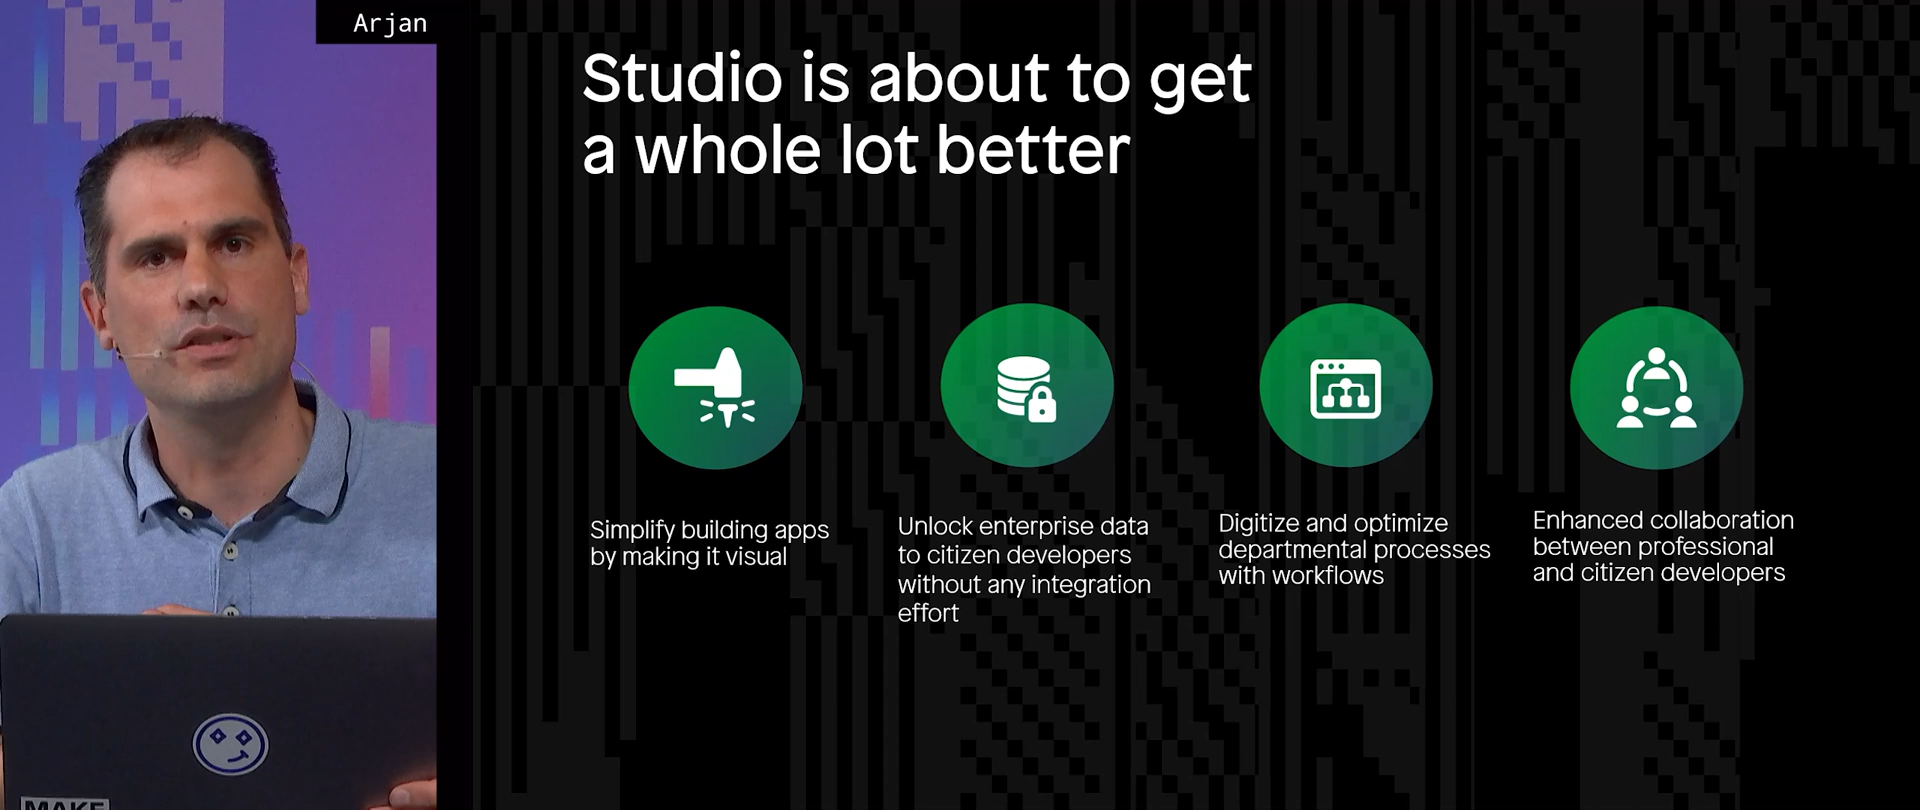 Arjan
Studio is about to get
a whole lot better
Simplify building apps
by making it visual
Unlock enterprise data
to citizen developers
without any integration
effort
Digitize and optimize
departmental processes
with workflows
Enhanced collaboration
between professional
and citizen developers
MAKE